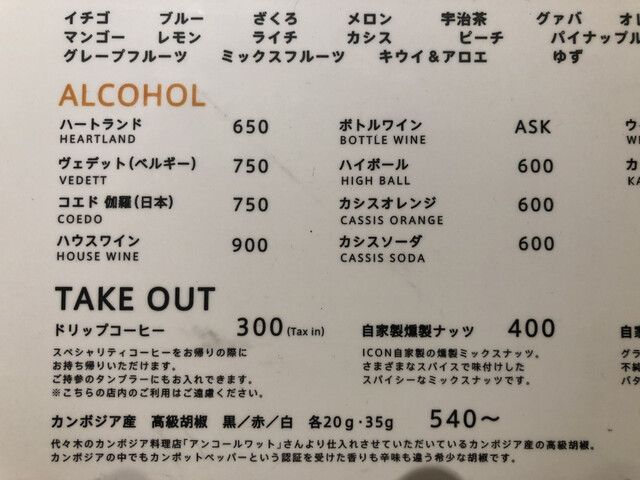 イチゴ ブルー ざくろ メロン 宇治茶 グァバ オレ
マンゴー レモン ライチ カシス ピーチ パイナップル
グレープフルーツ ミックスフルーツ キウイ＆アロエ ゆず
ALCOHOL
ハートランド 650 ボトルワイン ASK ウ
HEARTLAND BOTTLE WINE
ヴェデット(ベルギー) 750 ハイボール 600 カ
VEDETT HIGH BALL KA
コエド 伽羅(日本) 750 カシスオレンジ 600
COEDO CASSIS ORANGE
ハウスワイン 900 カシスソーダ 600
HOUSE WINE CASSIS SODA
TAKE OUT
ドリップコーヒー 300 (Tax in) 自家製燻製ナッツ 400 自
スペシャリティコーヒーをお帰りの際に ICON自家製の燻製ミックスナッツ。 グラ
お持ち帰りいただけます。 さまざまなスパイスで味付けした 不純
ご持参のタンブラーにもお入れできます。 スパイシーなミックスナッツです。 バタ
※こちらの店内のご利用はご遠慮ください。
カンボジア産 高級胡椒 黒／赤／白 各20g・35g 540〜
代々木のカンボジア料理店「アンコールワット」さんより仕入れさせていただいているカンボジア産の高級胡椒。
カンボジアの中でもカンポットペッパーという認証を受けた香りも辛味も違う希少な胡椒です。